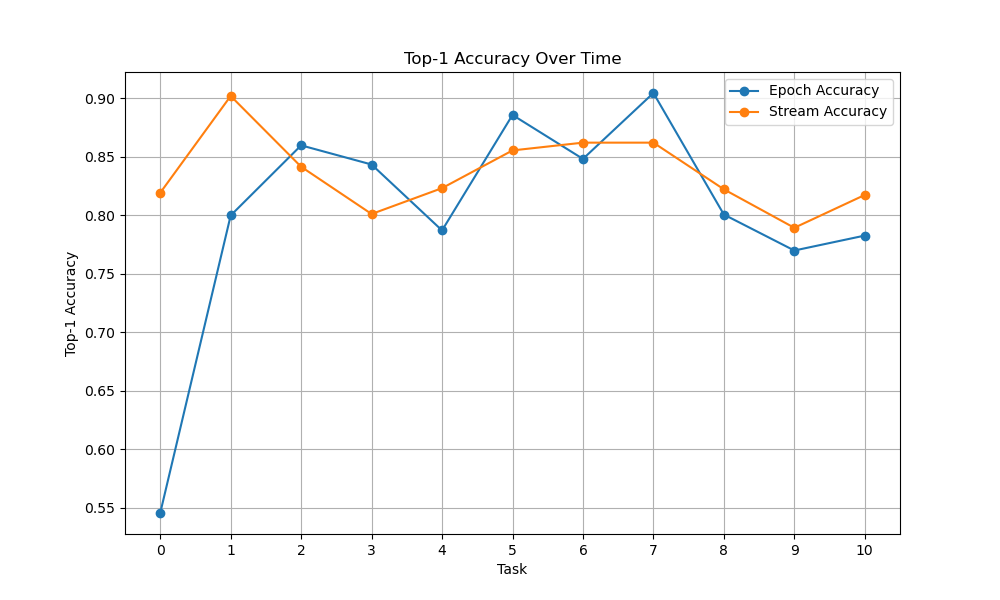 Top-1 Accuracy Over Time
Epoch Accuracy
Stream Accuracy
0.90
0.85
0.80
0.75
0.70
0.65
0.60
0.55
Top-1 Accuracy
0 1 2 3 4 5 6 7 8 9 10
Task